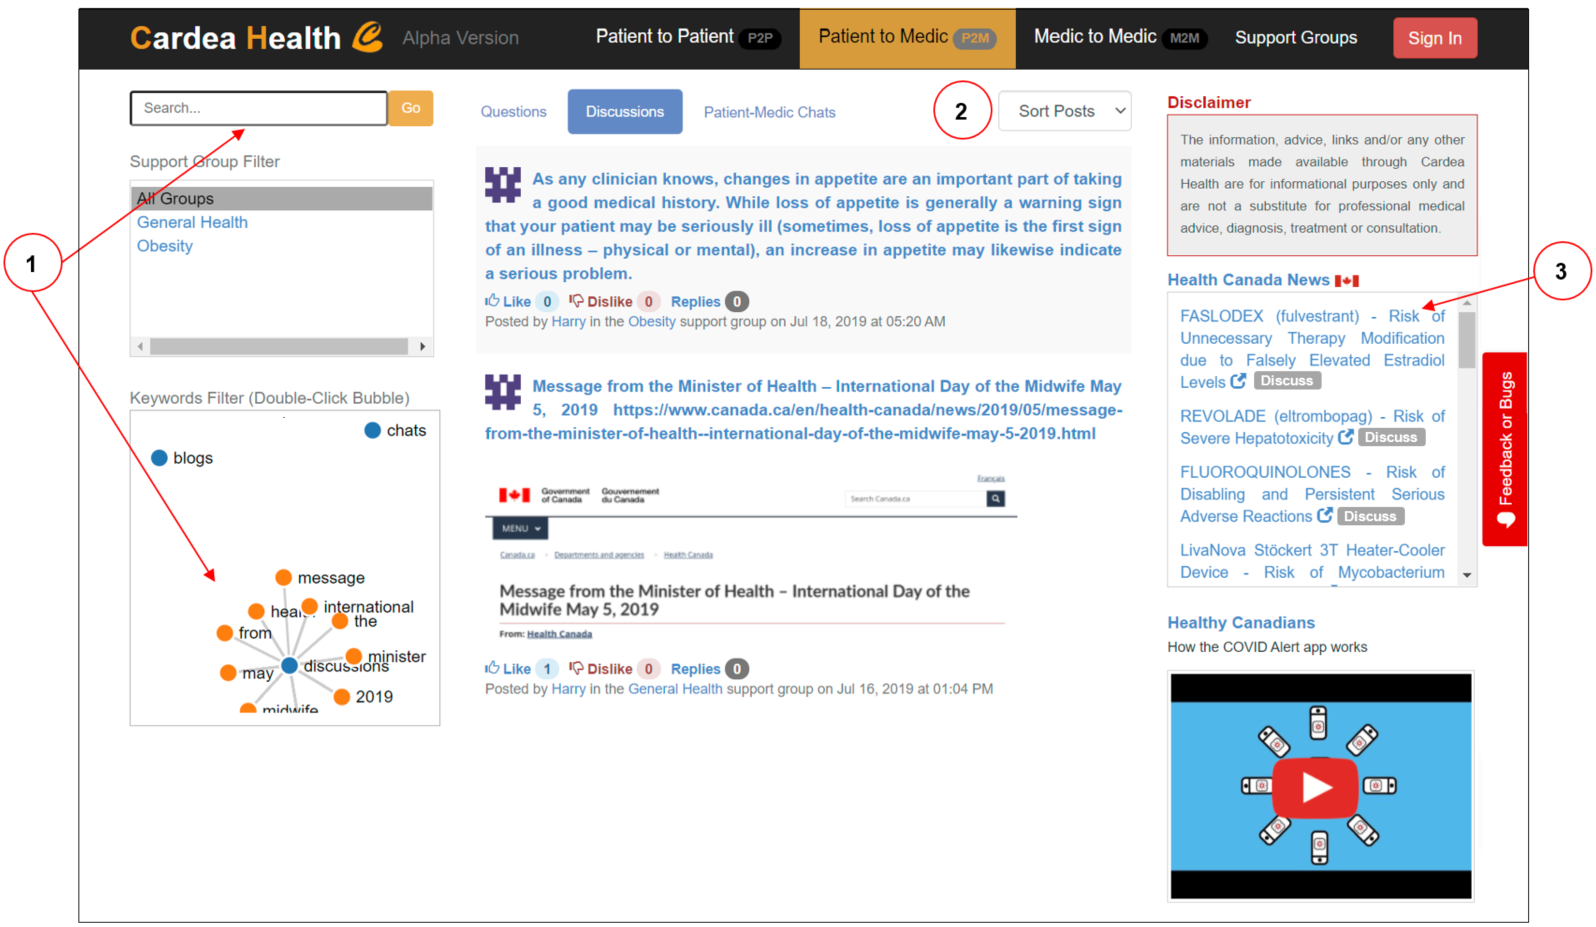 Cardea Health Alpha Version
Patient to Patient P2P
Patient to Medic P2M
Medic to Medic M2M
Support Groups
Sign In
Search...
Go
Support Group Filter
All Groups
General Health
Obesity
1
Keywords Filter (Double-Click Bubble)
chats
blogs
message
international
the
from
minister
discussions
may
2019
midwife
Questions
Discussions
Patient-Medic Chats
2
Sort Posts
As any clinician knows, changes in appetite are an important part of taking
a good medical history. While loss of appetite is generally a warning sign
that your patient may be seriously ill (sometimes, loss of appetite is the first sign
of an illness – physical or mental), an increase in appetite may likewise indicate
a serious problem.
Like 0 Dislike 0 Replies 0
Posted by Harry in the Obesity support group on Jul 18, 2019 at 05:20 AM
Message from the Minister of Health – International Day of the Midwife May
5, 2019 https://www.canada.ca/en/health-canada/news/2019/05/message-
from-the-minister-of-health--international-day-of-the-midwife-may-5-2019.html
Français
Government Gouvernement
of Canada du Canada
Search Canada.ca
MENU
Canada.ca Departments and agencies Health Canada
Message from the Minister of Health – International Day of the
Midwife May 5, 2019
From: Health Canada
Like 1 Dislike 0 Replies 0
Posted by Harry in the General Health support group on Jul 16, 2019 at 01:04 PM
Disclaimer
The information, advice, links and/or any other
materials made available through Cardea
Health are for informational purposes only and
are not a substitute for professional medical
advice, diagnosis, treatment or consultation.
Health Canada News
3
FASLODEX (fulvestrant) - Risk of
Unnecessary Therapy Modification
due to Falsely Elevated Estradiol
Levels Discuss
REVOLADE (eltrombopag) - Risk of
Severe Hepatotoxicity Discuss
FLUOROQUINOLONES - Risk of
Disabling and Persistent Serious
Adverse Reactions Discuss
LivaNova Stöckert 3T Heater-Cooler
Device - Risk of Mycobacterium
Feedback or Bugs
Healthy Canadians
How the COVID Alert app works